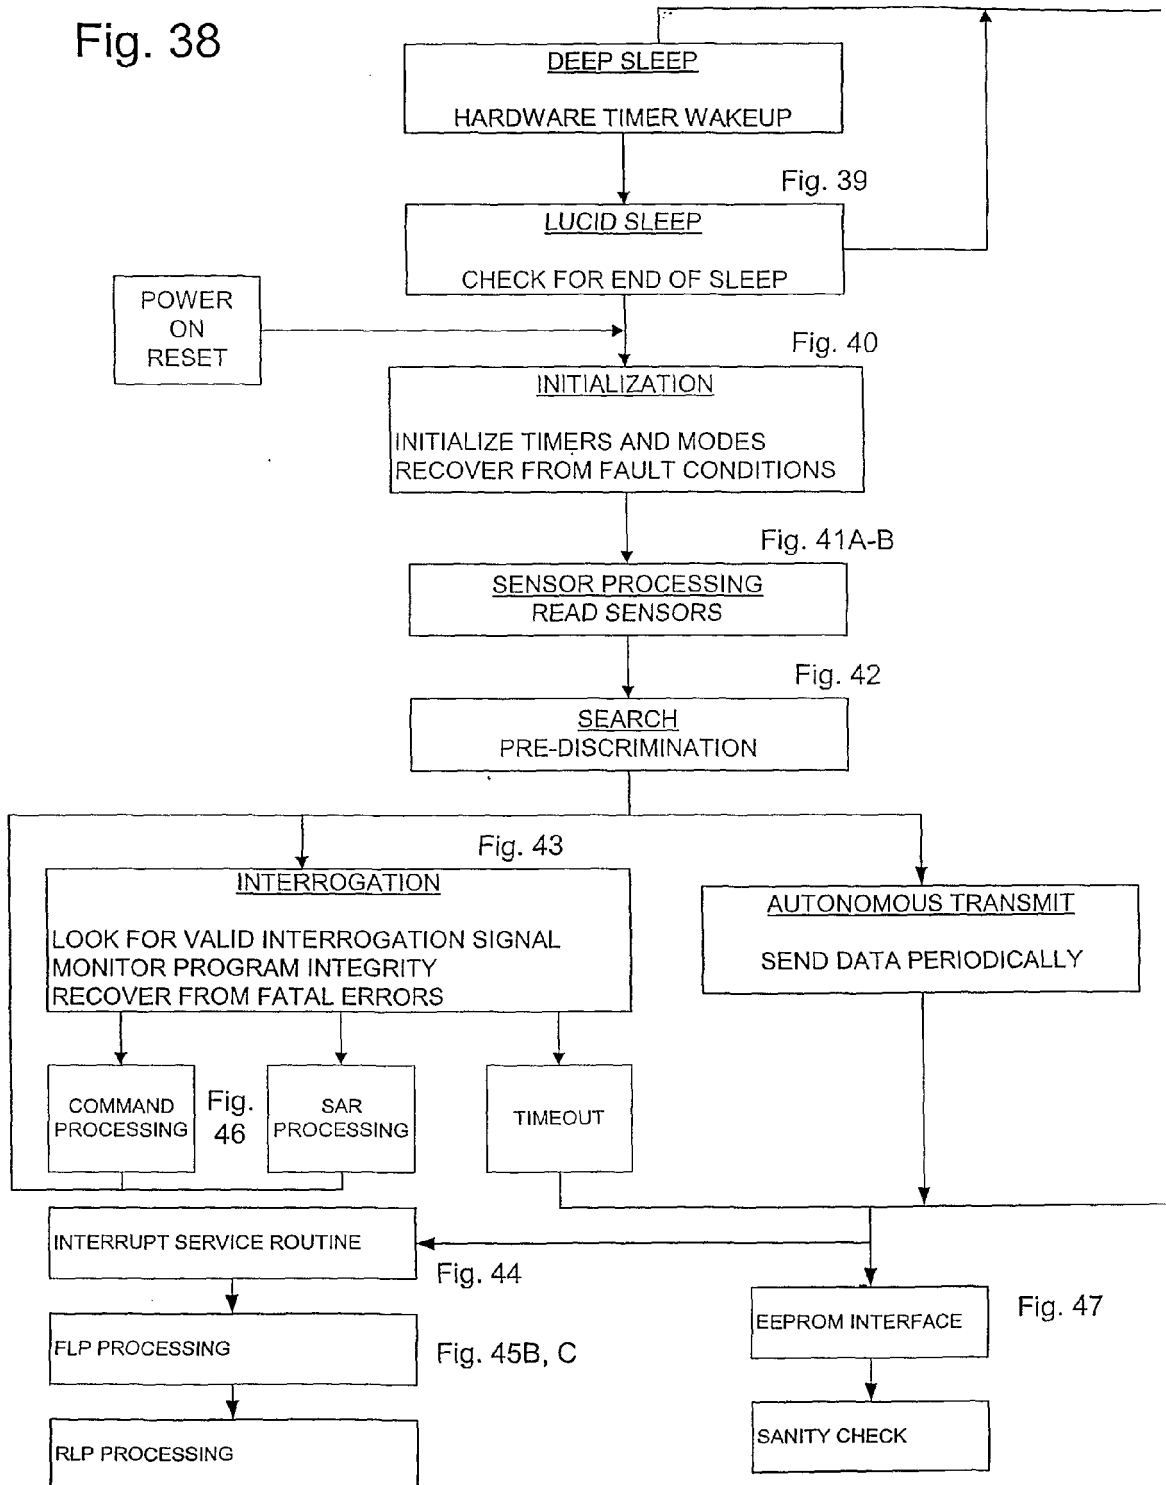 Fig. 38
DEEP SLEEP
HARDWARE TIMER WAKEUP
Fig. 39
LUCID SLEEP
CHECK FOR END OF SLEEP
POWER
ON
RESET
Fig. 40
INITIALIZATION
INITIALIZE TIMERS AND MODES
RECOVER FROM FAULT CONDITIONS
Fig. 41A-B
SENSOR PROCESSING
READ SENSORS
Fig. 42
SEARCH
PRE-DISCRIMINATION
Fig. 43
INTERROGATION
LOOK FOR VALID INTERROGATION SIGNAL
MONITOR PROGRAM INTEGRITY
RECOVER FROM FATAL ERRORS
AUTONOMOUS TRANSMIT
SEND DATA PERIODICALLY
COMMAND
PROCESSING
Fig.
46
SAR
PROCESSING
TIMEOUT
INTERRUPT SERVICE ROUTINE
Fig. 44
EEPROM INTERFACE
Fig. 47
FLP PROCESSING
Fig. 45B, C
SANITY CHECK
RLP PROCESSING